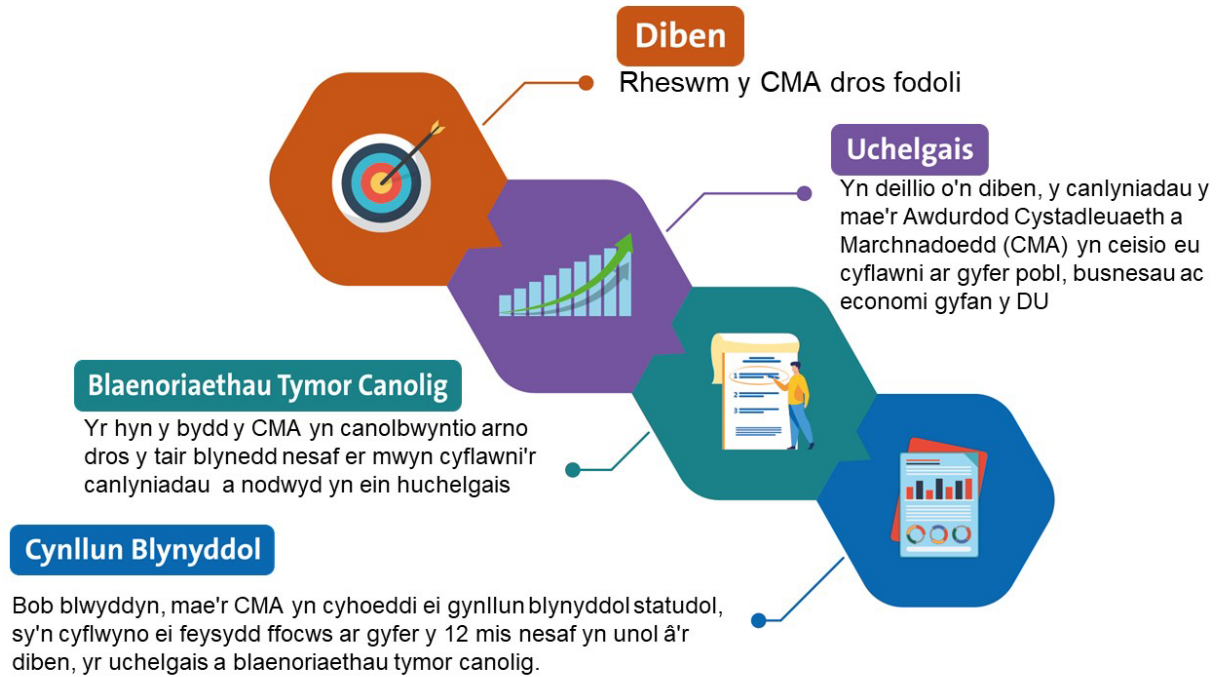 Diben
Rheswm y CMA dros fodoli
Uchelgais
Yn deillio o'n diben, y canlyniadau y
mae'r Awdurdod Cystadleuaeth a
Marchnadoedd (CMA) yn ceisio eu
cyflawni ar gyfer pobl, busnesau ac
economi gyfan y DU
Blaenoriaethau Tymor Canolig
Yr hyn y bydd y CMA yn canolbwyntio arno
dros y tair blynedd nesaf er mwyn cyflawni'r
canlyniadau a nodwyd yn ein huchelgais
1
2
3
Cynllun Blynyddol
Bob blwyddyn, mae'r CMA yn cyhoeddi ei gynllun blynyddol statudol,
sy'n cyflwyno ei feysydd ffocws ar gyfer y 12 mis nesaf yn unol â'r
diben, yr uchelgais a blaenoriaethau tymor canolig.